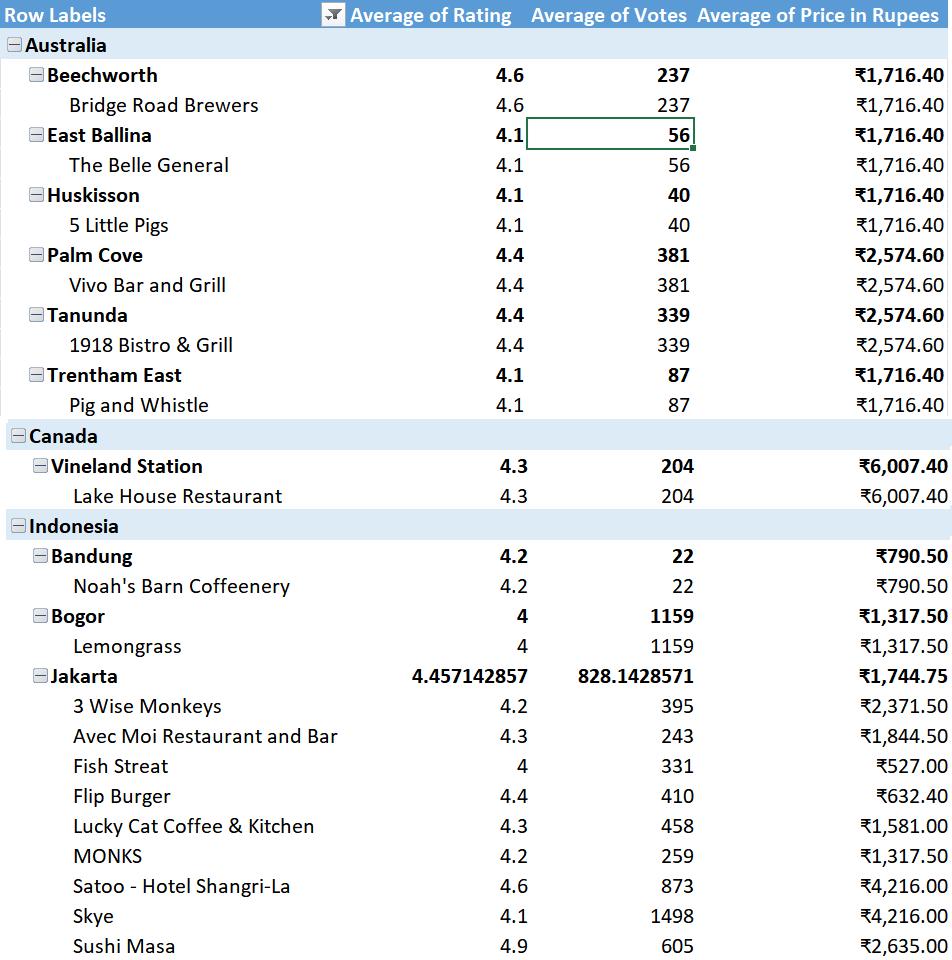 Row Labels Average of Rating Average of Votes Average of Price in Rupees
Australia
Beechworth 4.6 237 ₹1,716.40
Bridge Road Brewers 4.6 237 ₹1,716.40
East Ballina 4.1 56 ₹1,716.40
The Belle General 4.1 56 ₹1,716.40
Huskisson 4.1 40 ₹1,716.40
5 Little Pigs 4.1 40 ₹1,716.40
Palm Cove 4.4 381 ₹2,574.60
Vivo Bar and Grill 4.4 381 ₹2,574.60
Tanunda 4.4 339 ₹2,574.60
1918 Bistro & Grill 4.4 339 ₹2,574.60
Trentham East 4.1 87 ₹1,716.40
Pig and Whistle 4.1 87 ₹1,716.40
Canada
Vineland Station 4.3 204 ₹6,007.40
Lake House Restaurant 4.3 204 ₹6,007.40
Indonesia
Bandung 4.2 22 ₹790.50
Noah's Barn Coffeenery 4.2 22 ₹790.50
Bogor 4 1159 ₹1,317.50
Lemongrass 4 1159 ₹1,317.50
Jakarta 4.457142857 828.1428571 ₹1,744.75
3 Wise Monkeys 4.2 395 ₹2,371.50
Avec Moi Restaurant and Bar 4.3 243 ₹1,844.50
Fish Streat 4 331 ₹527.00
Flip Burger 4.4 410 ₹632.40
Lucky Cat Coffee & Kitchen 4.3 458 ₹1,581.00
MONKS 4.2 259 ₹1,317.50
Satoo - Hotel Shangri-La 4.6 873 ₹4,216.00
Skye 4.1 1498 ₹4,216.00
Sushi Masa 4.9 605 ₹2,635.00